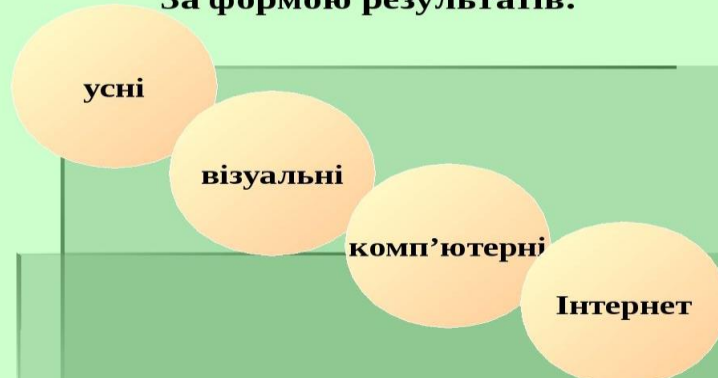 За формою результатів:
усні
візуальні
комп’ютерні
Інтернет